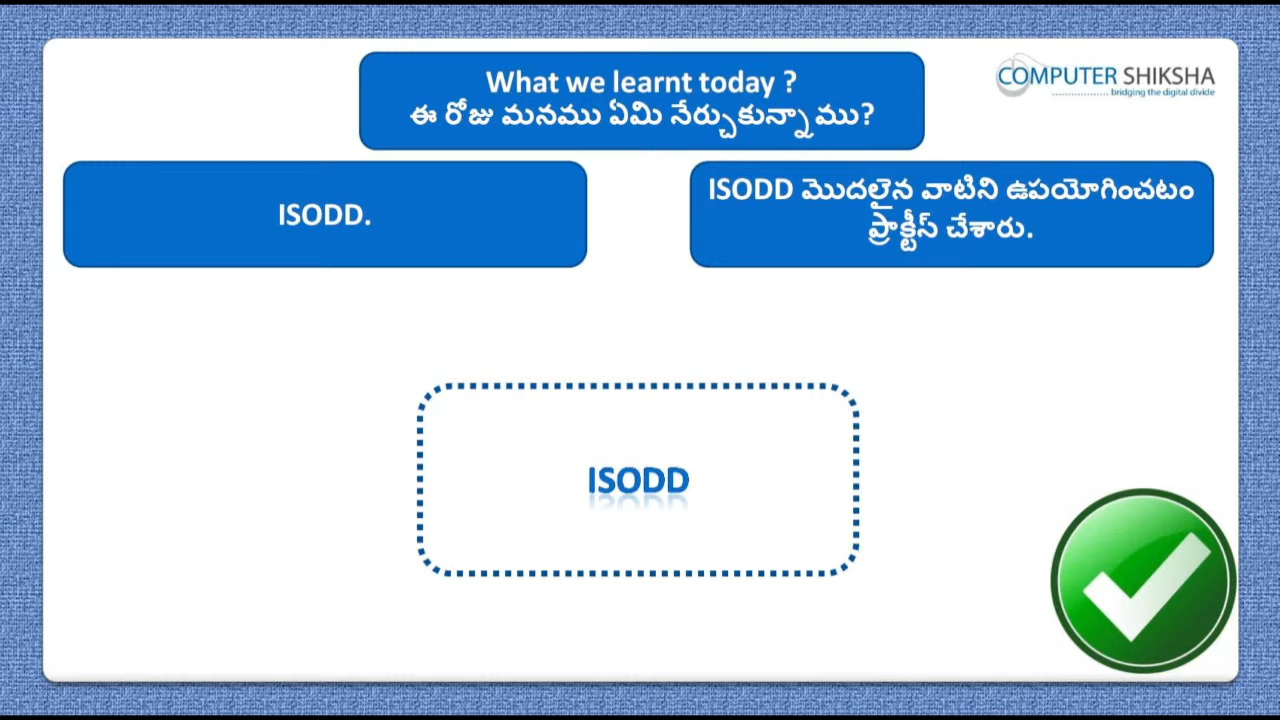 What we learnt today ?
ఈ రోజు మనము ఏమి నేర్చుకున్నాము?
COMPUTER SHIKSHA
bridging the digital divide
ISODD.
ISODD మొదలైన వాటిని ఉపయోగించటం
ప్రాక్టీస్ చేశారు.
ISODD